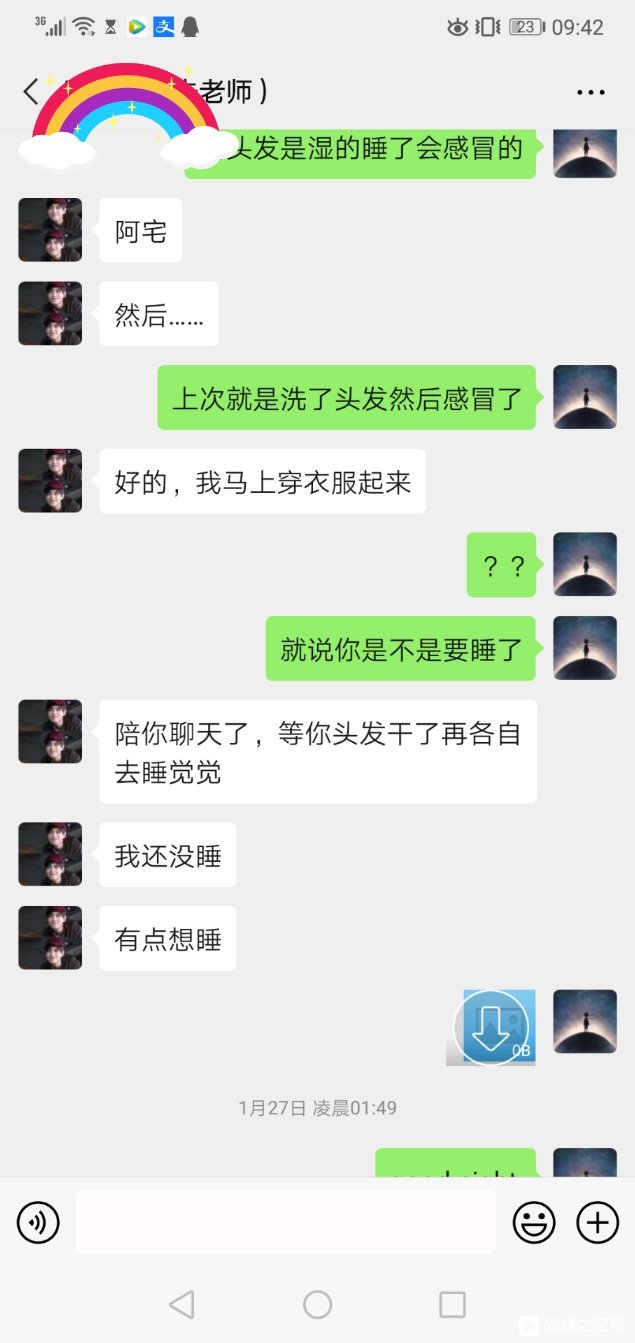 3G
23
09:42
老师）
头发是湿的睡了会感冒的
阿宅
然后......
上次就是洗了头发然后感冒了
好的，我马上穿衣服起来
？？
就说你是不是要睡了
陪你聊天了，等你头发干了再各自
去睡觉觉
我还没睡
有点想睡
0B
1月27日 凌晨01:49
@缘之空吧